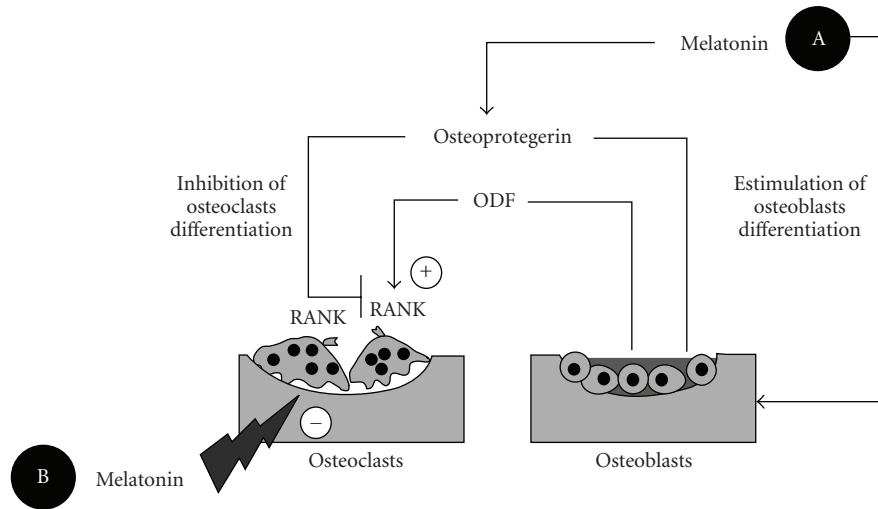 Melatonin
A
Osteoprotegerin
Inhibition of
osteoclasts
differentiation
ODF
Estimulation of
osteoblasts
differentiation
+
RANK
RANK
−
Osteoclasts
Osteoblasts
B
Melatonin